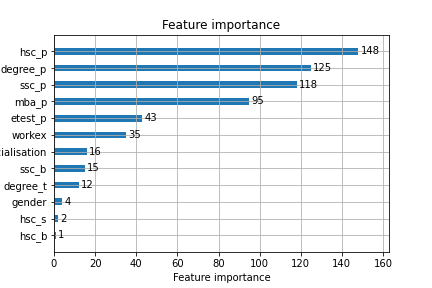 Feature importance
hsc_p 148
degree_p 125
ssc_p 118
mba_p 95
etest_p 43
workex 35
cialisation 16
ssc_b 15
degree_t 12
gender 4
hsc_s 2
hsc_b 1
0 20 40 60 80 100 120 140 160
Feature importance